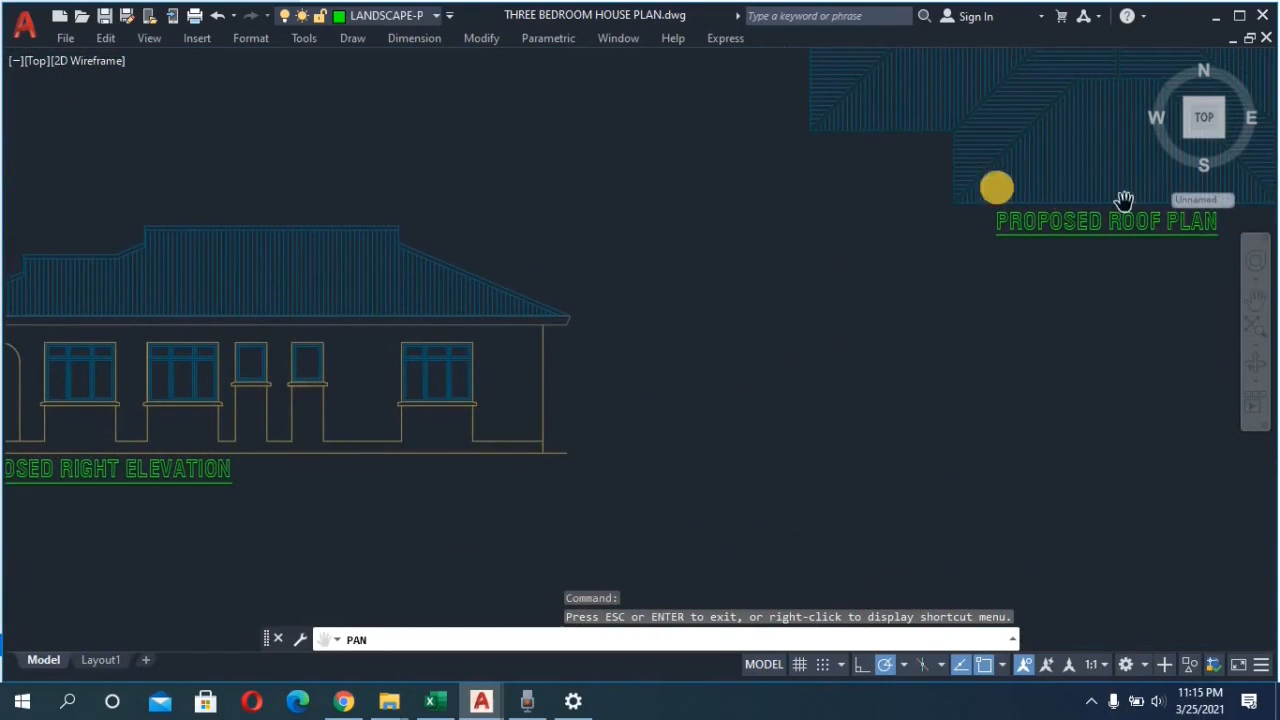 LANDSCAPE-P
THREE BEDROOM HOUSE PLAN.dwg
Type a keyword or phrase
Sign In
File Edit View Insert Format Tools Draw Dimension Modify Parametric Window Help Express
[−][Top][2D Wireframe]
N
W TOP E
S
Unnamed
PROPOSED ROOF PLAN
OSED RIGHT ELEVATION
Command:
Press ESC or ENTER to exit, or right-click to display shortcut menu.
PAN
Model Layout1
MODEL 1:1
11:15 PM
3/25/2021